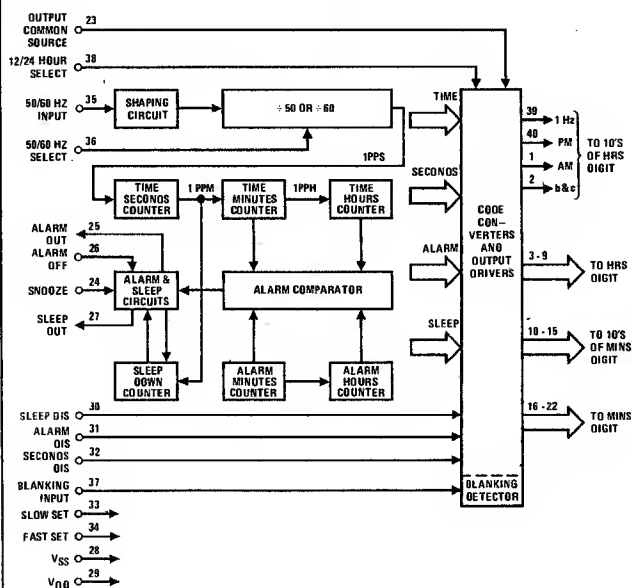 OUTPUT
COMMON
SOURCE
23
12/24 HOUR
SELECT
38
50/60 HZ
INPUT
35
SHAPING
CIRCUIT
÷50 OR ÷60
50/60 HZ
SELECT
36
1PPS
TIME
SECONDS
COUNTER
1 PPM
TIME
MINUTES
COUNTER
1PPH
TIME
HOURS
COUNTER
ALARM
OUT
25
ALARM
OFF
26
SNOOZE
24
SLEEP
OUT
27
ALARM &
SLEEP
CIRCUITS
ALARM COMPARATOR
SLEEP
DOWN
COUNTER
ALARM
MINUTES
COUNTER
ALARM
HOURS
COUNTER
TIME
SECONDS
ALARM
SLEEP
CODE
CON-
VERTERS
AND
OUTPUT
DRIVERS
BLANKING
DETECTOR
39
1 Hz
40
PM
1
AM
2
b&c
TO 10'S
OF HRS
DIGIT
3 - 9
TO HRS
DIGIT
10 - 15
TO 10'S
OF MINS
DIGIT
16 - 22
TO MINS
DIGIT
SLEEP DIS
30
ALARM
DIS
31
SECONDS
DIS
32
BLANKING
INPUT
37
SLOW SET
33
FAST SET
34
VSS
28
VDD
29